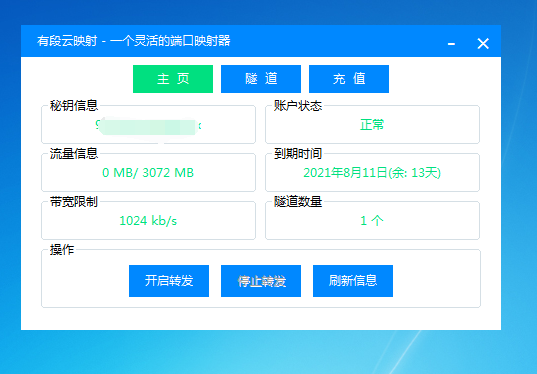 有段云映射 - 一个灵活的端口映射器
主 页
隧 道
充 值
秘钥信息
账户状态
正常
流量信息
0 MB/ 3072 MB
到期时间
2021年8月11日(余: 13天)
带宽限制
1024 kb/s
隧道数量
1 个
操作
开启转发
停止转发
刷新信息